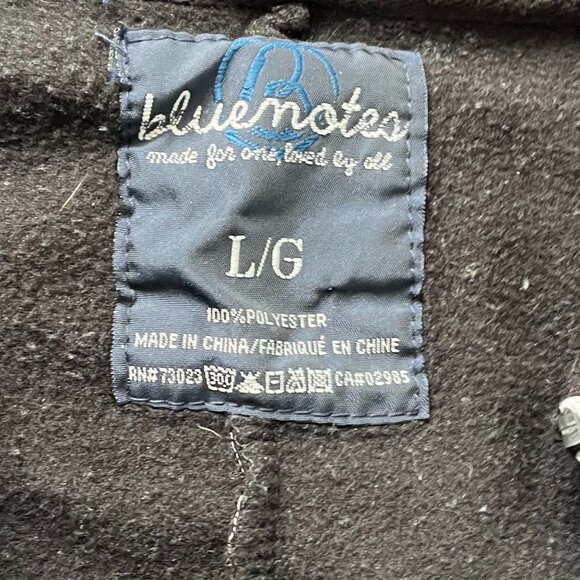 B
bluenotes
made for one, loved by all
L/G
100%POLYESTER
MADE IN CHINA/FABRIQUÉ EN CHINE
RN#73023 30C CA#02985